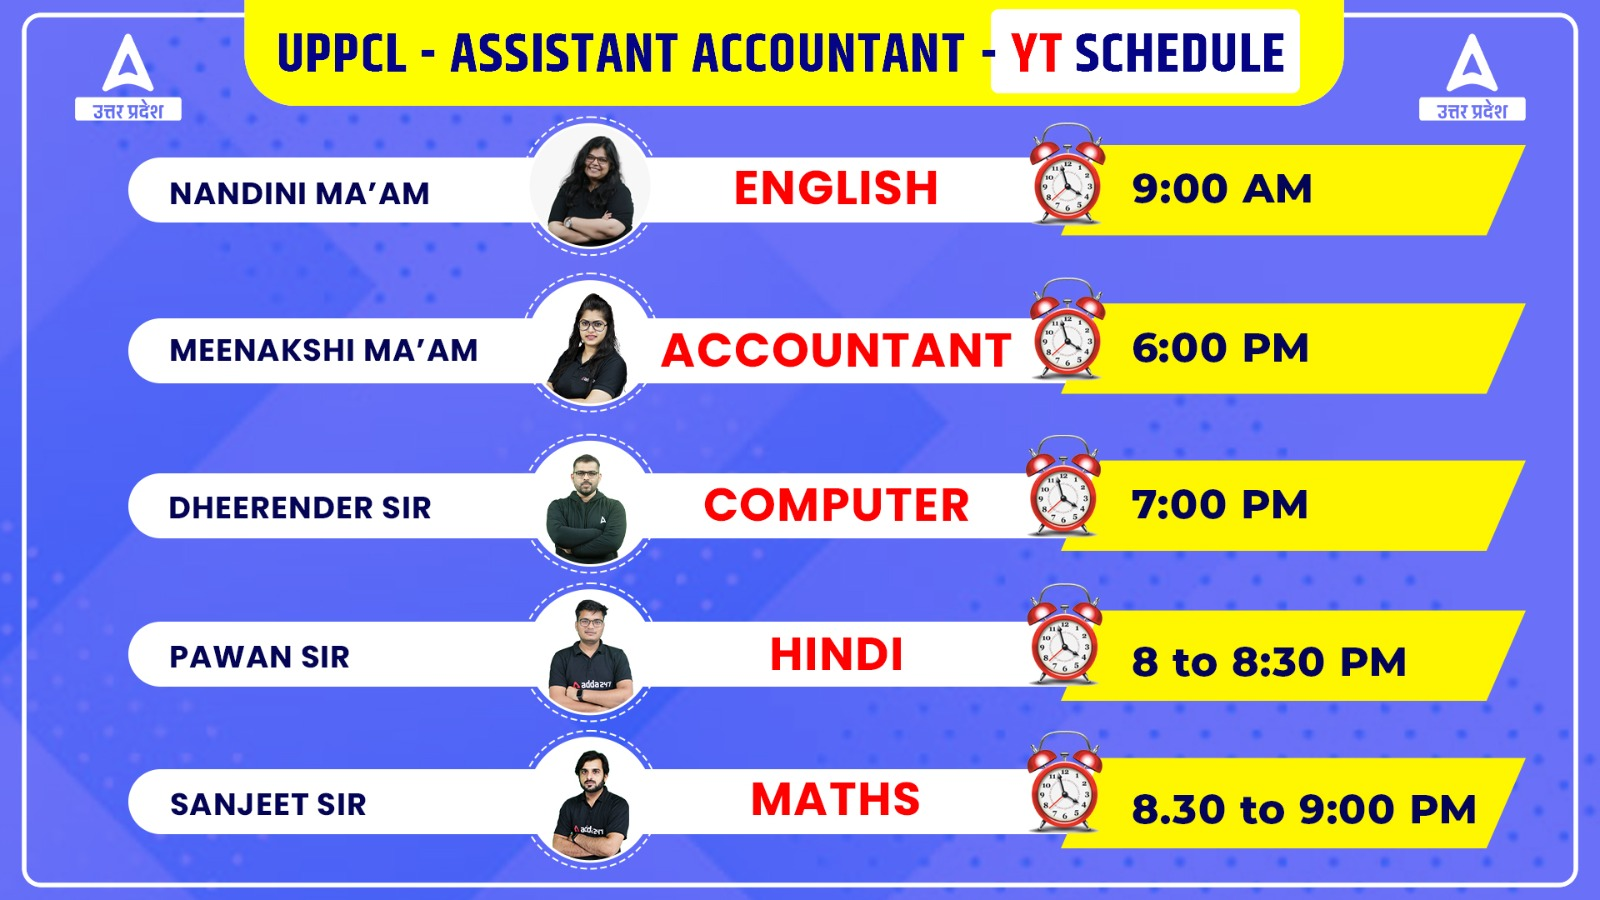 UPPCL - ASSISTANT ACCOUNTANT - YT SCHEDULE
उत्तर प्रदेश
उत्तर प्रदेश
NANDINI MA’AM
ENGLISH
9:00 AM
MEENAKSHI MA’AM
ACCOUNTANT
6:00 PM
DHEERENDER SIR
COMPUTER
7:00 PM
PAWAN SIR
adda247
HINDI
8 to 8:30 PM
SANJEET SIR
adda247
MATHS
8.30 to 9:00 PM